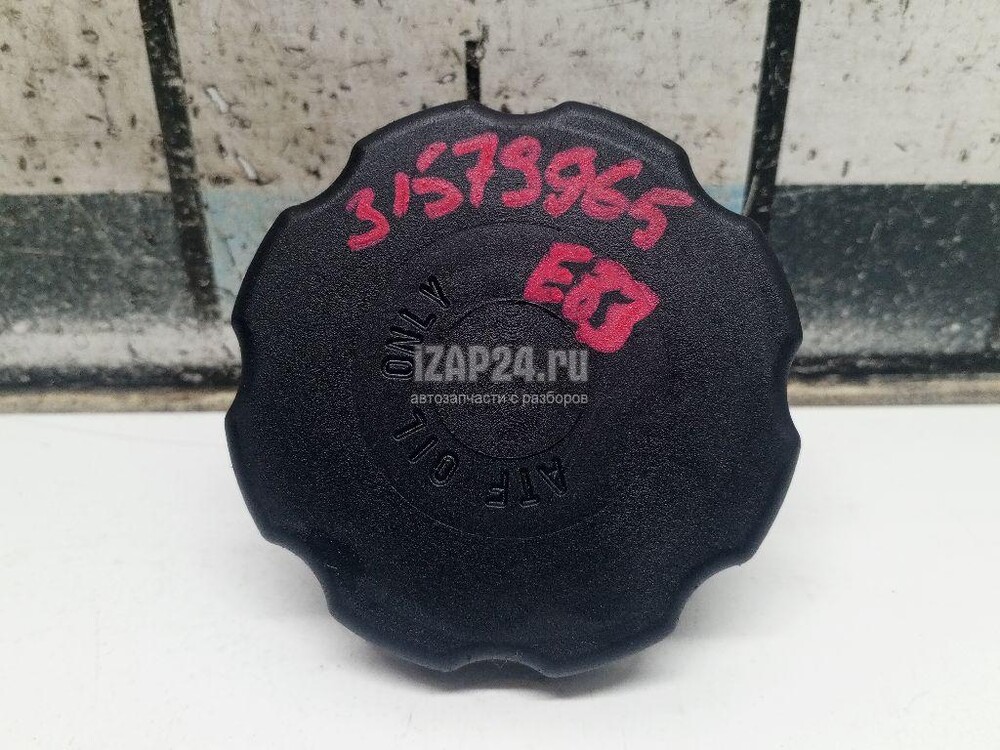 31579965
E83
ATF OIL ONLY
iZAP24.ru
автозапчасти с разборов